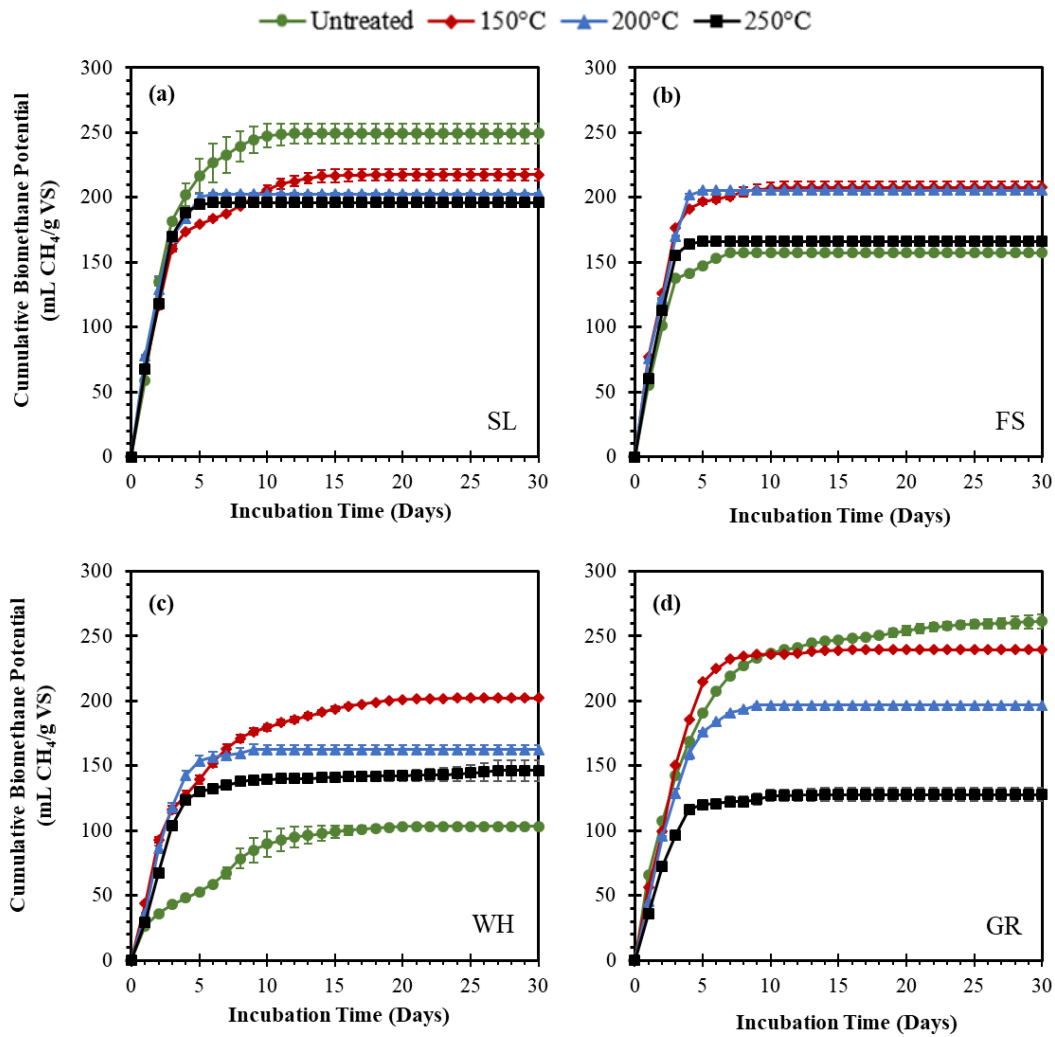 Untreated 150°C 200°C 250°C
Cumulative Biomethane Potential
(mL CH₄/g VS)
300
250
200
150
100
50
0
(a)
SL
0 5 10 15 20 25 30
Incubation Time (Days)
300
250
200
150
100
50
0
(b)
FS
0 5 10 15 20 25 30
Incubation Time (Days)
Cumulative Biomethane Potential
(mL CH₄/g VS)
300
250
200
150
100
50
0
(c)
WH
0 5 10 15 20 25 30
Incubation Time (Days)
300
250
200
150
100
50
0
(d)
GR
0 5 10 15 20 25 30
Incubation Time (Days)